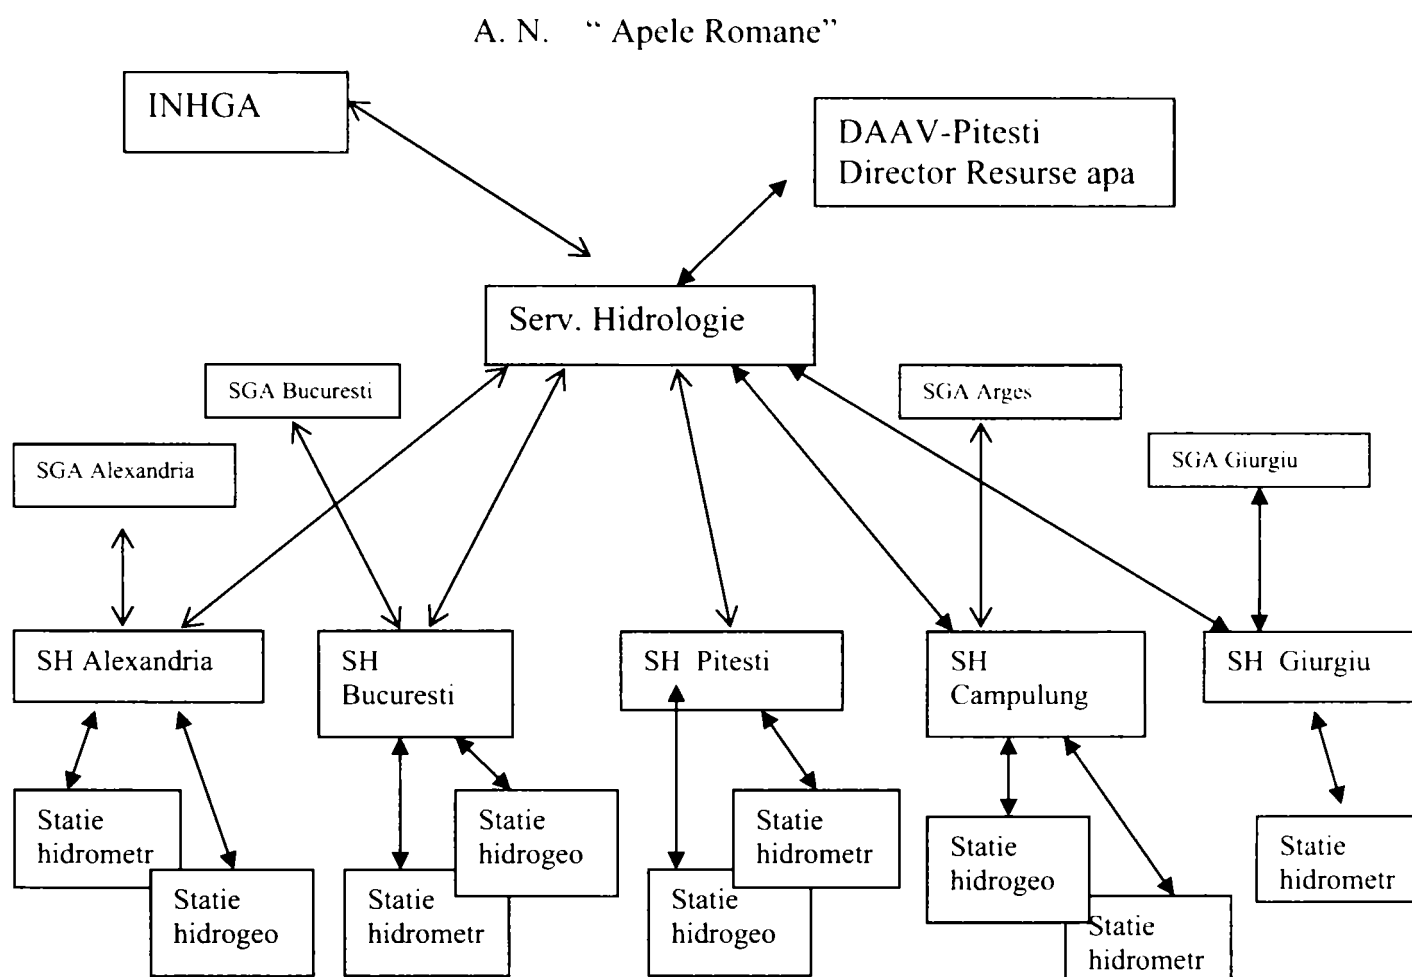 A. N. “ Apele Romane”
INHGA
DAAV-Pitesti
Director Resurse apa
Serv. Hidrologie
SGA Bucuresti
SGA Arges
SGA Alexandria
SGA Giurgiu
SH Alexandria
SH
Bucuresti
SH Pitesti
SH
Campulung
SH Giurgiu
Statie
hidrometr
Statie
hidrogeo
Statie
hidrometr
Statie
hidrogeo
Statie
hidrogeo
Statie
hidrometr
Statie
hidrogeo
Statie
hidrometr
Statie
hidrometr